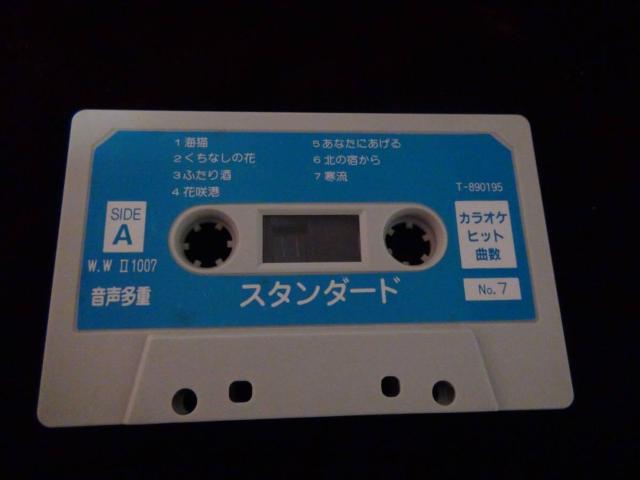 1 海猫
2 くちなしの花
3 ふたり酒
4 花咲港
5 あなたにあげる
6 北の宿から
7 寒流
T-890195
SIDE
A
W.W II 1007
音声多重
スタンダード
カラオケ
ヒット
曲数
No. 7